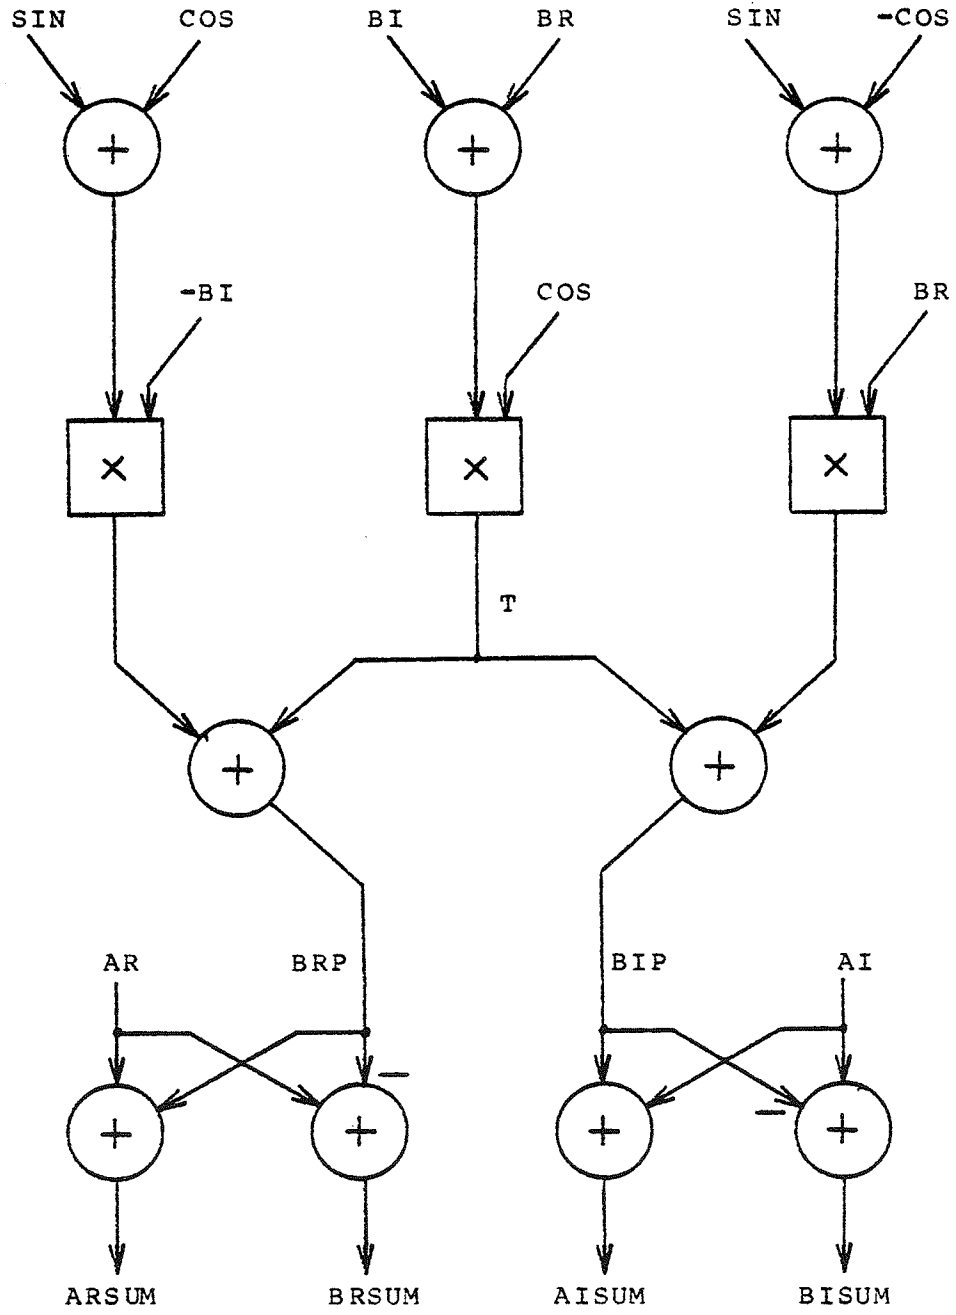 SIN COS BI BR SIN -COS
+ + +
-BI COS BR
× × ×
T
+ +
AR BRP BIP AI
− −
+ + + +
ARSUM BRSUM AISUM BISUM